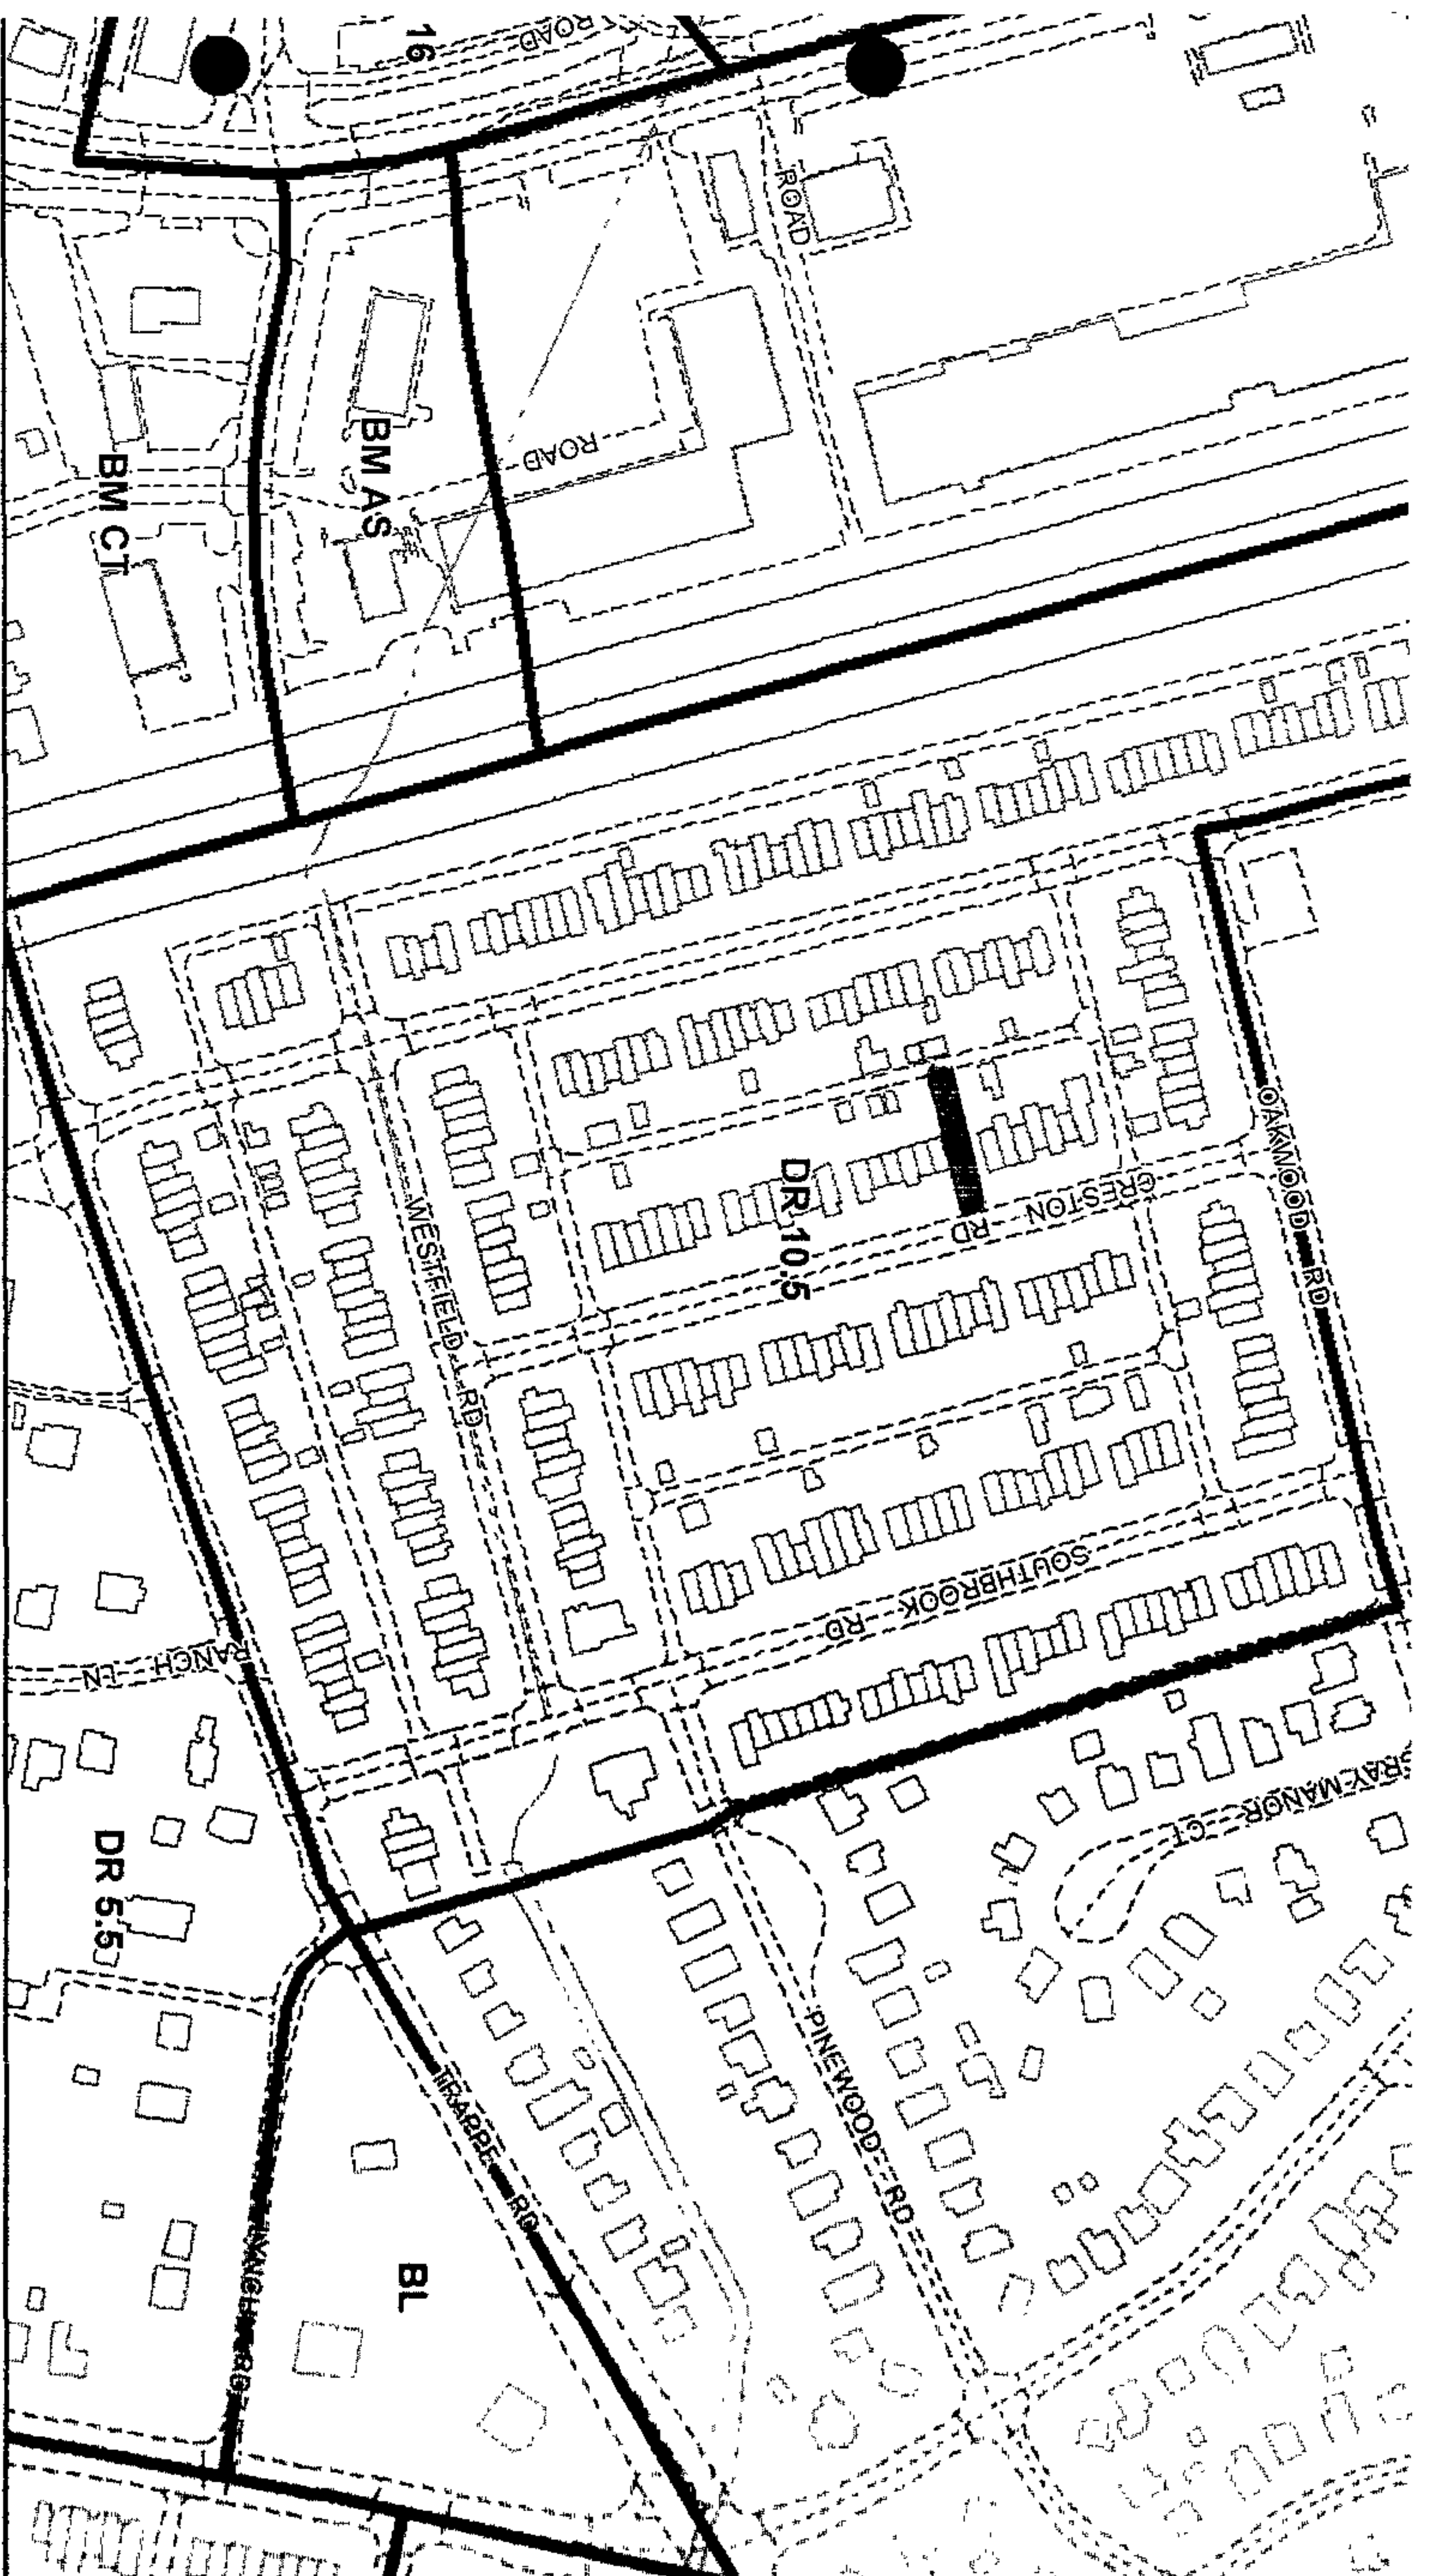 16
ROAD
ROAD
ROAD
BM AS
BM CT
OAKWOOD RD
CRESTON RD
DR 10.5
WESTFIELD RD
SOUTHBROOK RD
RANCH LN
RAY MANOR CT
DR 5.5
PINEWOOD RD
TRAPPE RD
BL